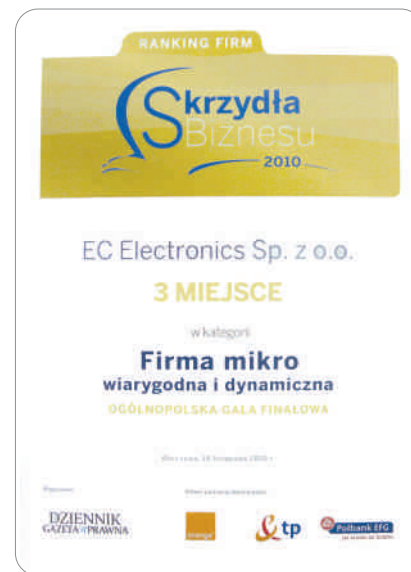 RANKING FIRM
Skrzydła
Biznesu
2010
EC Electronics Sp. z o.o.
3 MIEJSCE
w kategorii
Firma mikro
wiarygodna i dynamiczna
OGÓLNOPOLSKA GALA FINAŁOWA
DZIENNIK
GAZETA PRAWNA
orange
tp
Polbank EFG